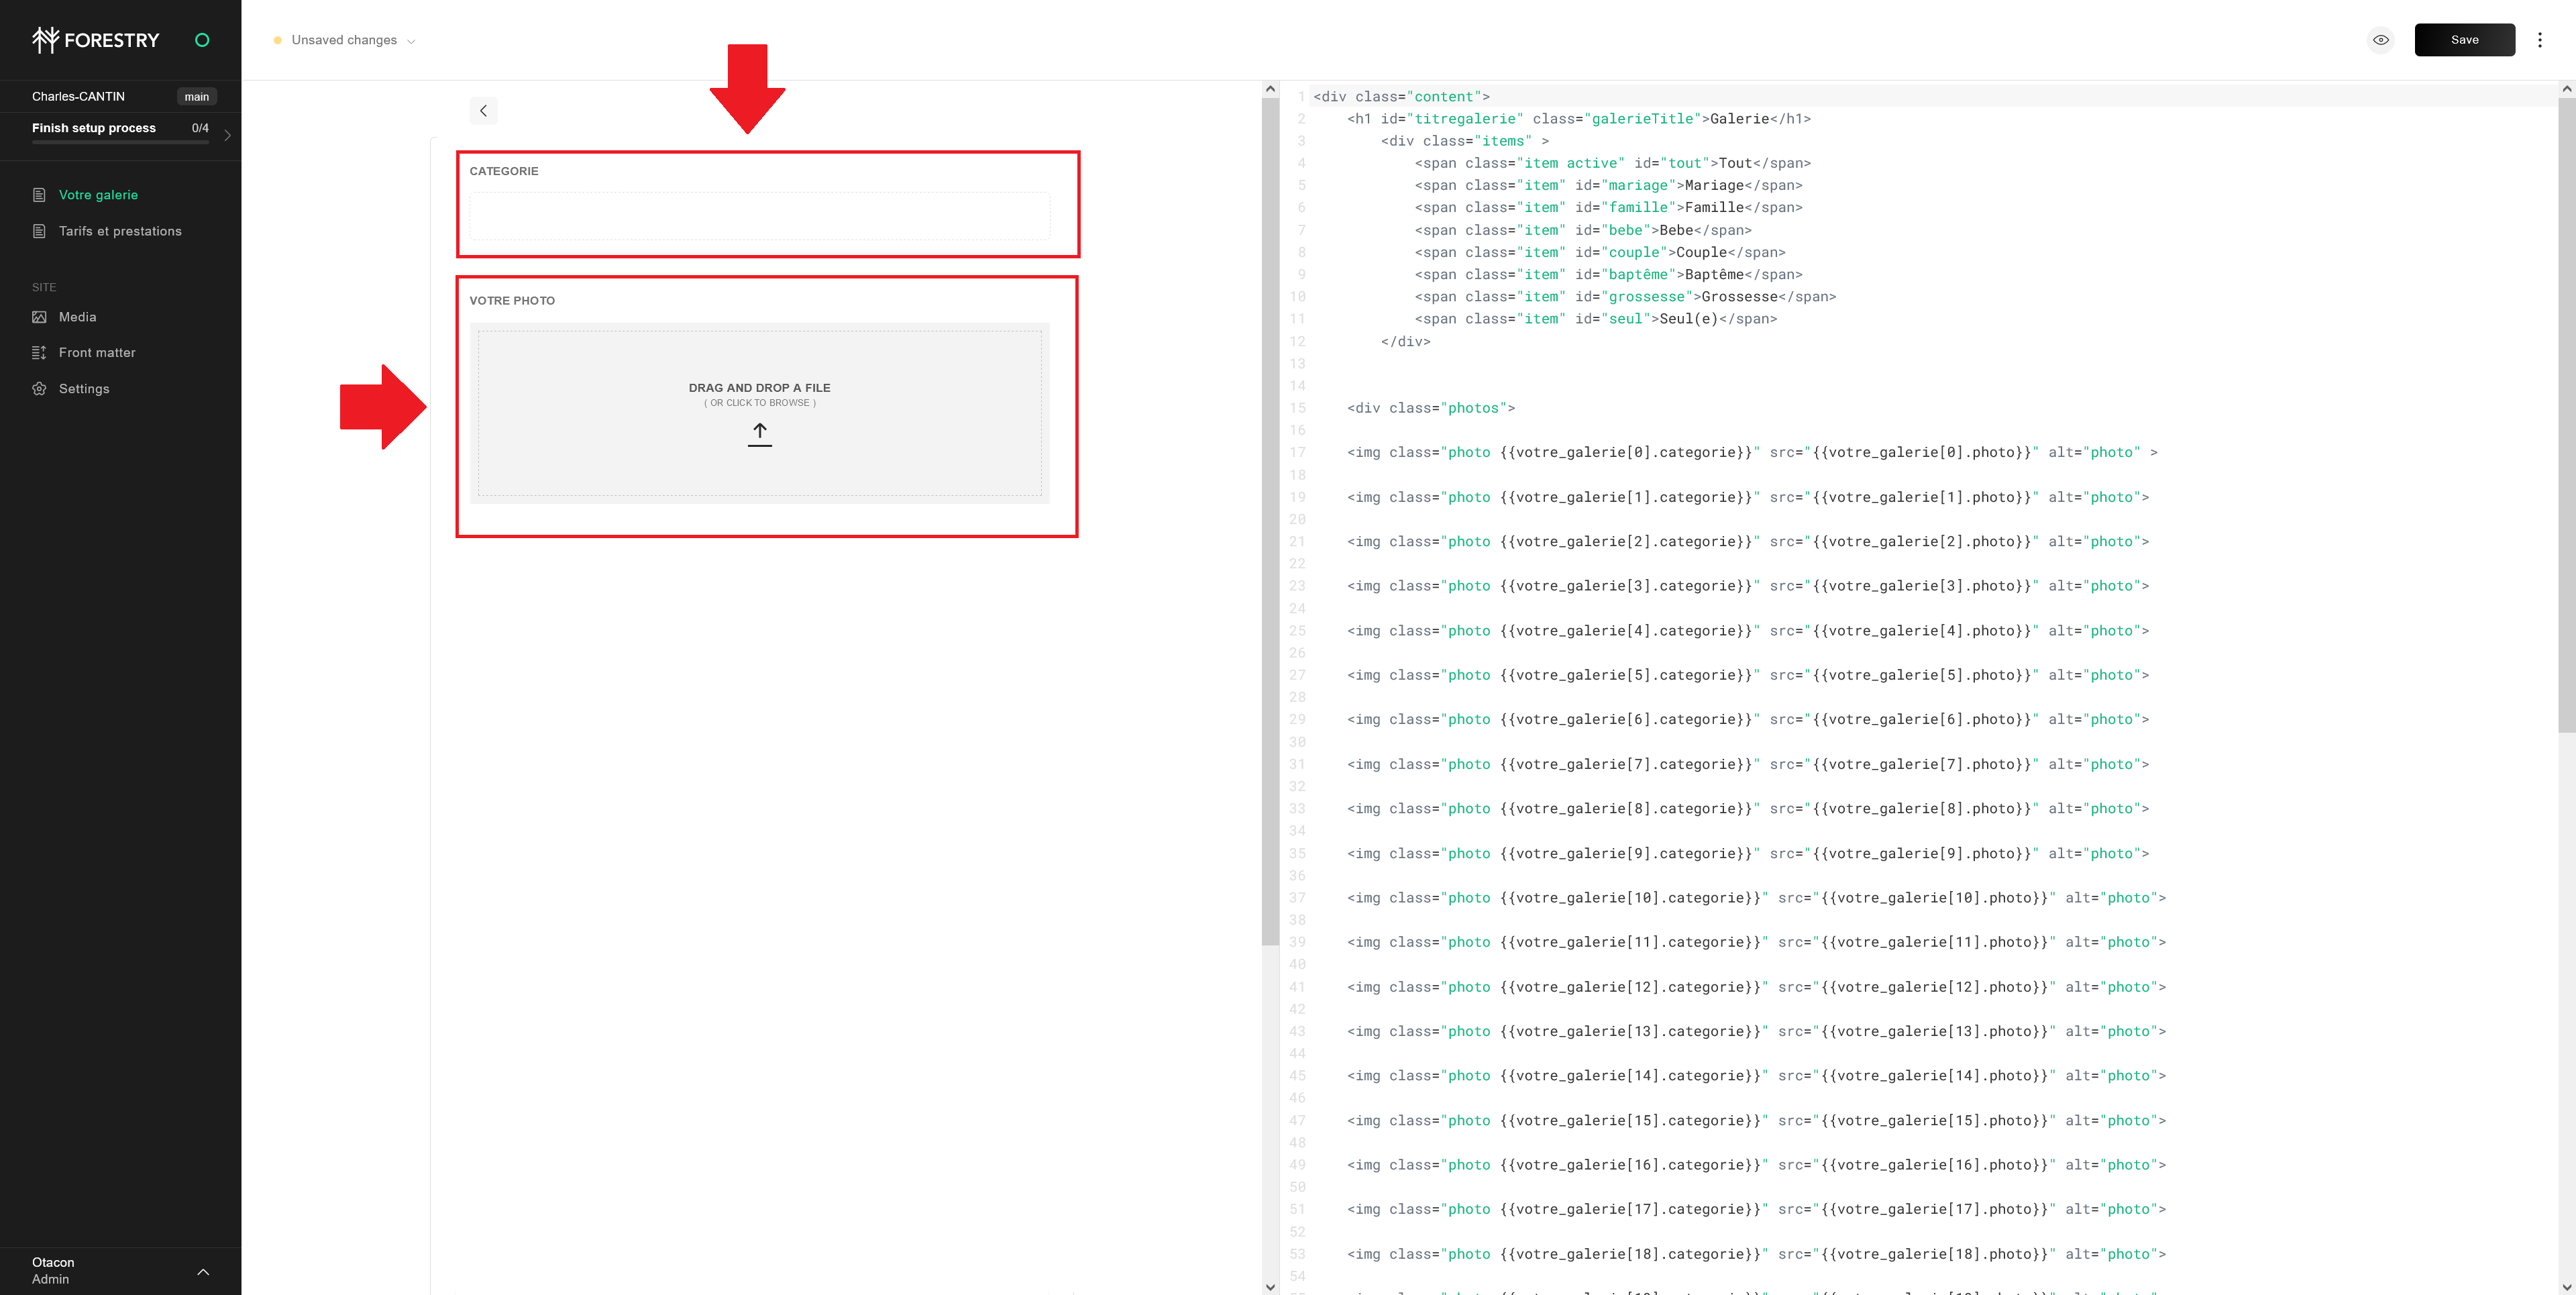 FORESTRY
Charles-CANTIN main
Finish setup process 0/4
Votre galerie
Tarifs et prestations
SITE
Media
Front matter
Settings
Otacon
Admin
Unsaved changes
Save
CATEGORIE
VOTRE PHOTO
DRAG AND DROP A FILE
( OR CLICK TO BROWSE )
1 <div class="content">
2 <h1 id="titregalerie" class="galerieTitle">Galerie</h1>
3 <div class="items" >
4 <span class="item active" id="tout">Tout</span>
5 <span class="item" id="mariage">Mariage</span>
6 <span class="item" id="famille">Famille</span>
7 <span class="item" id="bebe">Bebe</span>
8 <span class="item" id="couple">Couple</span>
9 <span class="item" id="baptême">Baptême</span>
10 <span class="item" id="grossesse">Grossesse</span>
11 <span class="item" id="seul">Seul(e)</span>
12 </div>
13
14
15 <div class="photos">
16
17 <img class="photo {{votre_galerie[0].categorie}}" src="{{votre_galerie[0].photo}}" alt="photo" >
18
19 <img class="photo {{votre_galerie[1].categorie}}" src="{{votre_galerie[1].photo}}" alt="photo">
20
21 <img class="photo {{votre_galerie[2].categorie}}" src="{{votre_galerie[2].photo}}" alt="photo">
22
23 <img class="photo {{votre_galerie[3].categorie}}" src="{{votre_galerie[3].photo}}" alt="photo">
24
25 <img class="photo {{votre_galerie[4].categorie}}" src="{{votre_galerie[4].photo}}" alt="photo">
26
27 <img class="photo {{votre_galerie[5].categorie}}" src="{{votre_galerie[5].photo}}" alt="photo">
28
29 <img class="photo {{votre_galerie[6].categorie}}" src="{{votre_galerie[6].photo}}" alt="photo">
30
31 <img class="photo {{votre_galerie[7].categorie}}" src="{{votre_galerie[7].photo}}" alt="photo">
32
33 <img class="photo {{votre_galerie[8].categorie}}" src="{{votre_galerie[8].photo}}" alt="photo">
34
35 <img class="photo {{votre_galerie[9].categorie}}" src="{{votre_galerie[9].photo}}" alt="photo">
36
37 <img class="photo {{votre_galerie[10].categorie}}" src="{{votre_galerie[10].photo}}" alt="photo">
38
39 <img class="photo {{votre_galerie[11].categorie}}" src="{{votre_galerie[11].photo}}" alt="photo">
40
41 <img class="photo {{votre_galerie[12].categorie}}" src="{{votre_galerie[12].photo}}" alt="photo">
42
43 <img class="photo {{votre_galerie[13].categorie}}" src="{{votre_galerie[13].photo}}" alt="photo">
44
45 <img class="photo {{votre_galerie[14].categorie}}" src="{{votre_galerie[14].photo}}" alt="photo">
46
47 <img class="photo {{votre_galerie[15].categorie}}" src="{{votre_galerie[15].photo}}" alt="photo">
48
49 <img class="photo {{votre_galerie[16].categorie}}" src="{{votre_galerie[16].photo}}" alt="photo">
50
51 <img class="photo {{votre_galerie[17].categorie}}" src="{{votre_galerie[17].photo}}" alt="photo">
52
53 <img class="photo {{votre_galerie[18].categorie}}" src="{{votre_galerie[18].photo}}" alt="photo">
54